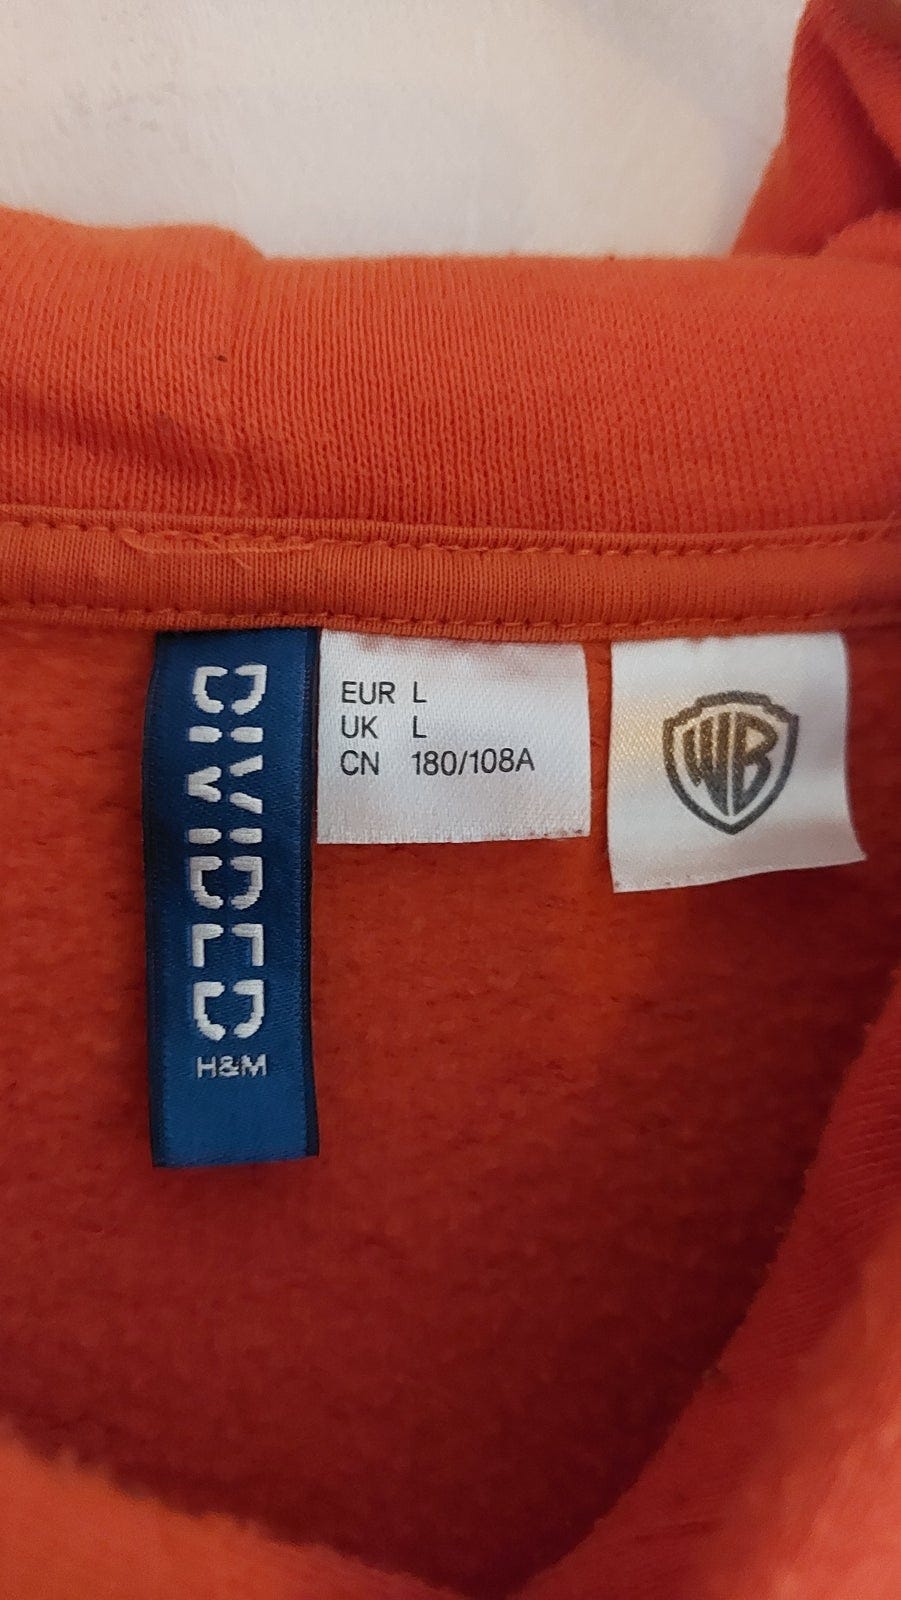 DIVIDED
H&M
EUR L
UK L
CN 180/108A
WB